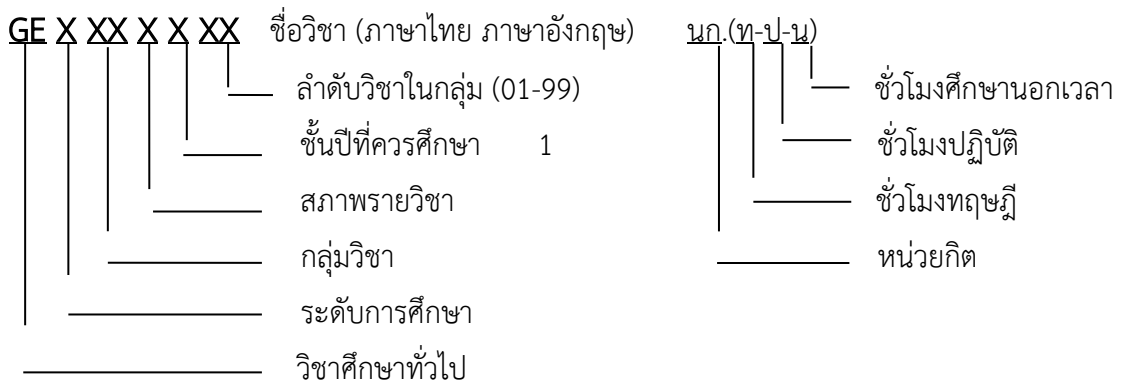 GE X XX X X XX ชื่อวิชา (ภาษาไทย ภาษาอังกฤษ) นก.(ท-ป-น)
ลำดับวิชาในกลุ่ม (01-99) ชั่วโมงศึกษานอกเวลา
ชั้นปีที่ควรศึกษา 1 ชั่วโมงปฏิบัติ
สภาพรายวิชา ชั่วโมงทฤษฎี
กลุ่มวิชา หน่วยกิต
ระดับการศึกษา
วิชาศึกษาทั่วไป